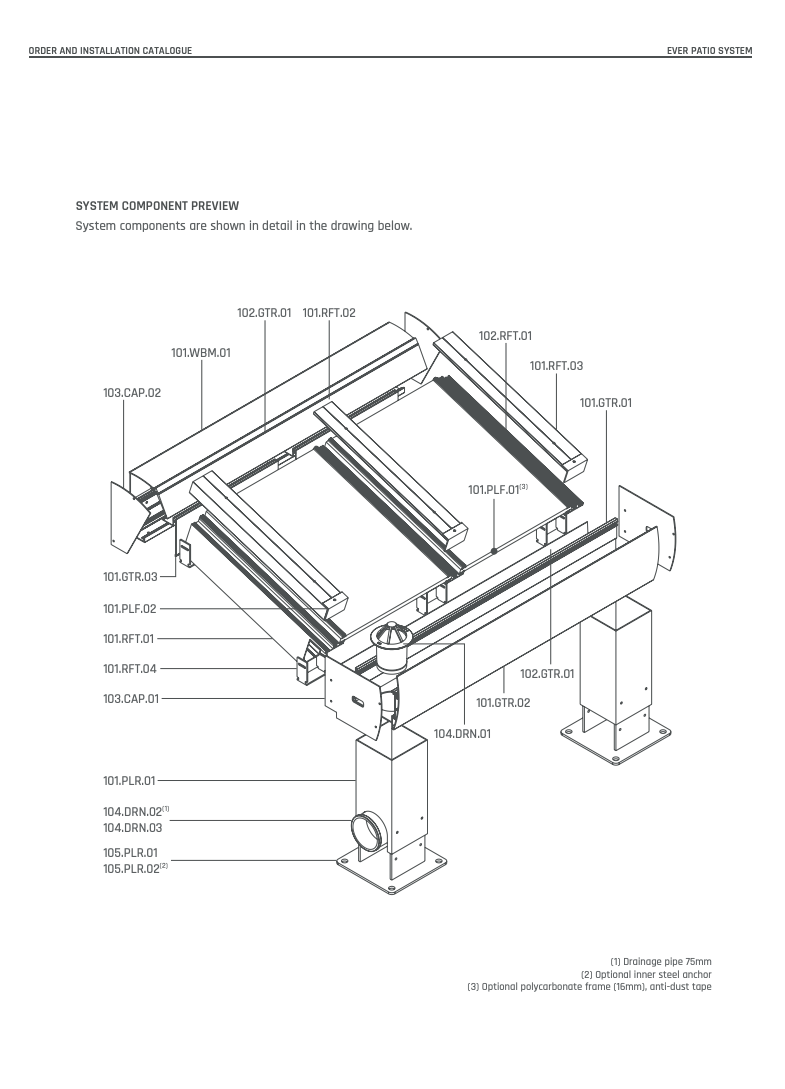 ORDER AND INSTALLATION CATALOGUE
EVER PATIO SYSTEM
SYSTEM COMPONENT PREVIEW
System components are shown in detail in the drawing below.
102.GTR.01
101.RFT.02
102.RFT.01
101.WBM.01
101.RFT.03
103.CAP.02
101.GTR.01
101.PLF.01(3)
101.GTR.03
101.PLF.02
101.RFT.01
101.RFT.04
102.GTR.01
103.CAP.01
101.GTR.02
104.DRN.01
101.PLR.01
104.DRN.02(1)
104.DRN.03
105.PLR.01
105.PLR.02(2)
(1) Drainage pipe 75mm
(2) Optional inner steel anchor
(3) Optional polycarbonate frame (16mm), anti-dust tape